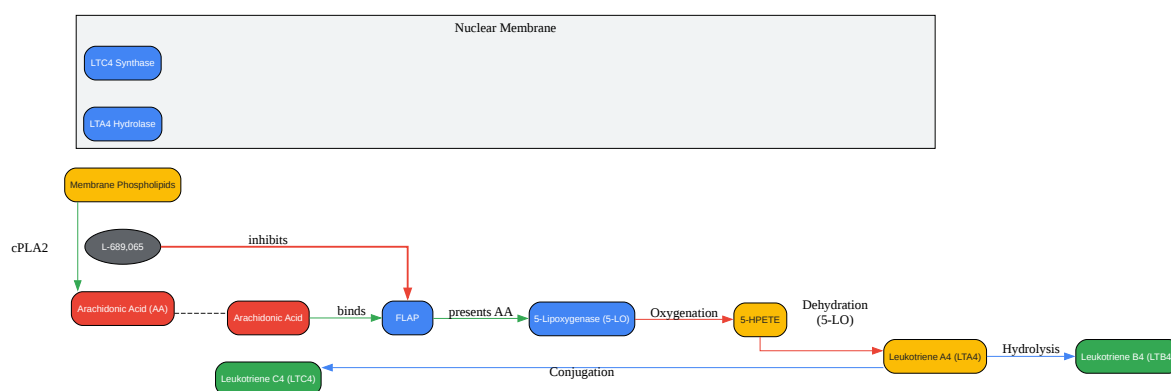 Nuclear Membrane
LTC4 Synthase
LTA4 Hydrolase
Membrane Phospholipids
cPLA2
L-689,065
inhibits
Arachidonic Acid (AA)
Arachidonic Acid
binds
FLAP
presents AA
5-Lipoxygenase (5-LO)
Oxygenation
5-HPETE
Dehydration
(5-LO)
Leukotriene A4 (LTA4)
Hydrolysis
Leukotriene B4 (LTB4
Conjugation
Leukotriene C4 (LTC4)